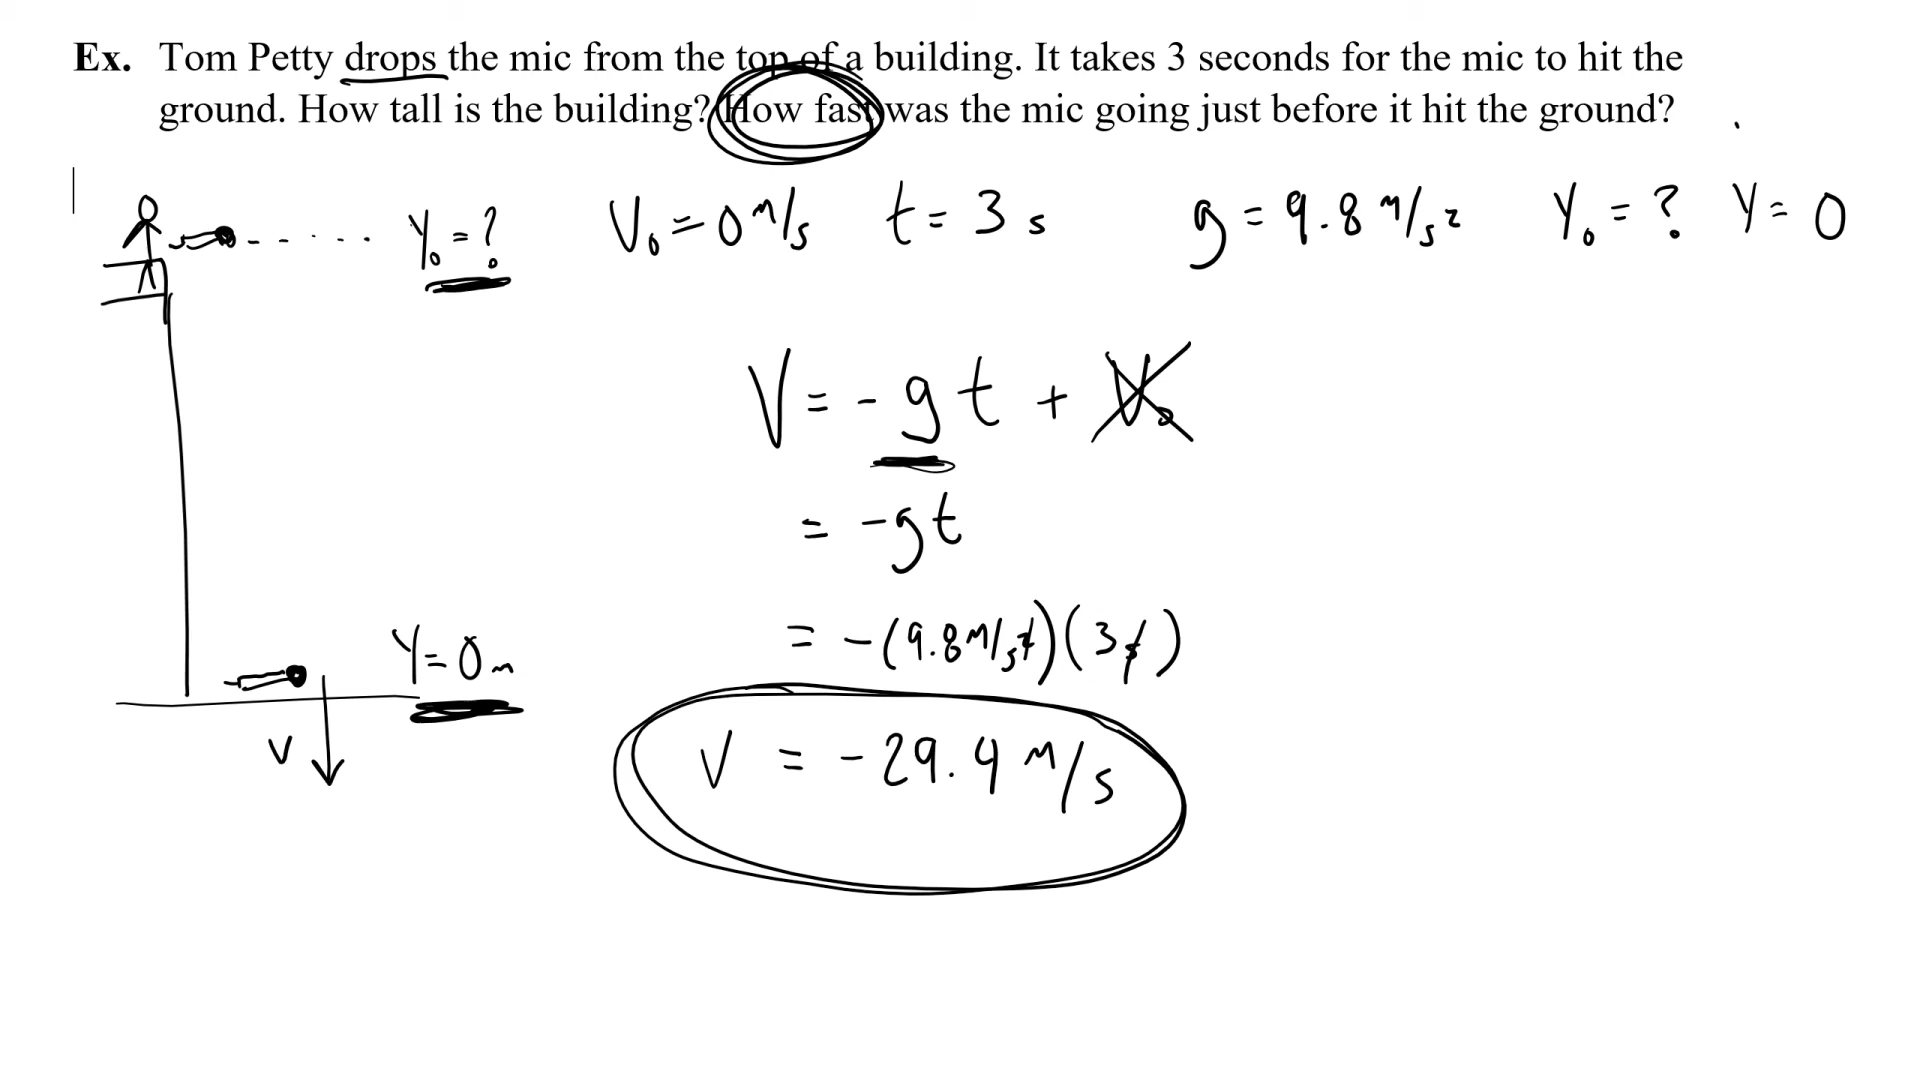 Ex. Tom Petty drops the mic from the top of a building. It takes 3 seconds for the mic to hit the
ground. How tall is the building? How fast was the mic going just before it hit the ground?
Y₀ = ? V₀ = 0 m/s t = 3 s g = 9.8 m/s² Y₀ = ? Y = 0
V = -gt + V₀
= -gt
= -(9.8 m/s²)(3s)
Y = 0m
V
V = -29.4 m/s